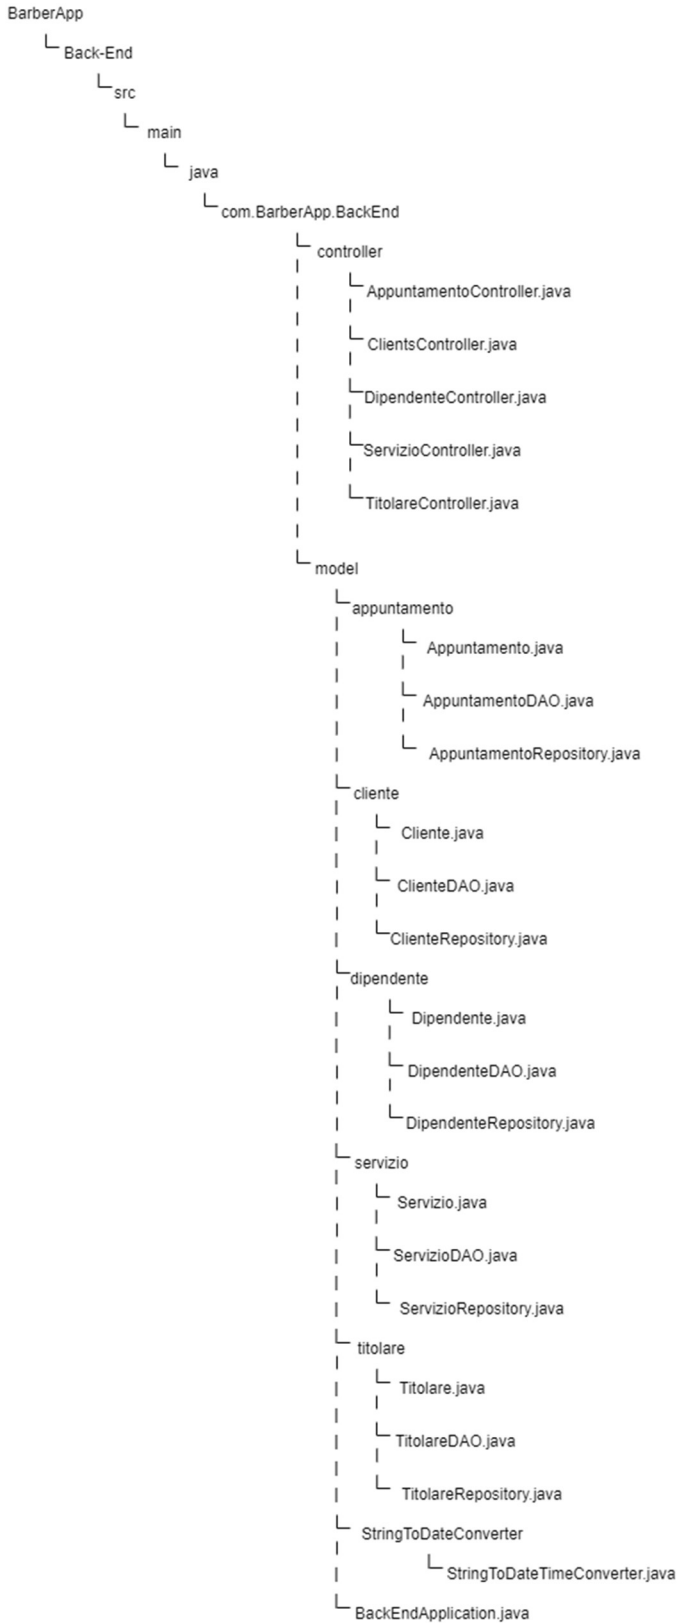 BarberApp
Back-End
src
main
java
com.BarberApp.BackEnd
controller
AppuntamentoController.java
ClientsController.java
DipendenteController.java
ServizioController.java
TitolareController.java
model
appuntamento
Appuntamento.java
AppuntamentoDAO.java
AppuntamentoRepository.java
cliente
Cliente.java
ClienteDAO.java
ClienteRepository.java
dipendente
Dipendente.java
DipendenteDAO.java
DipendenteRepository.java
servizio
Servizio.java
ServizioDAO.java
ServizioRepository.java
titolare
Titolare.java
TitolareDAO.java
TitolareRepository.java
StringToDateConverter
StringToDateTimeConverter.java
BackEndApplication.java